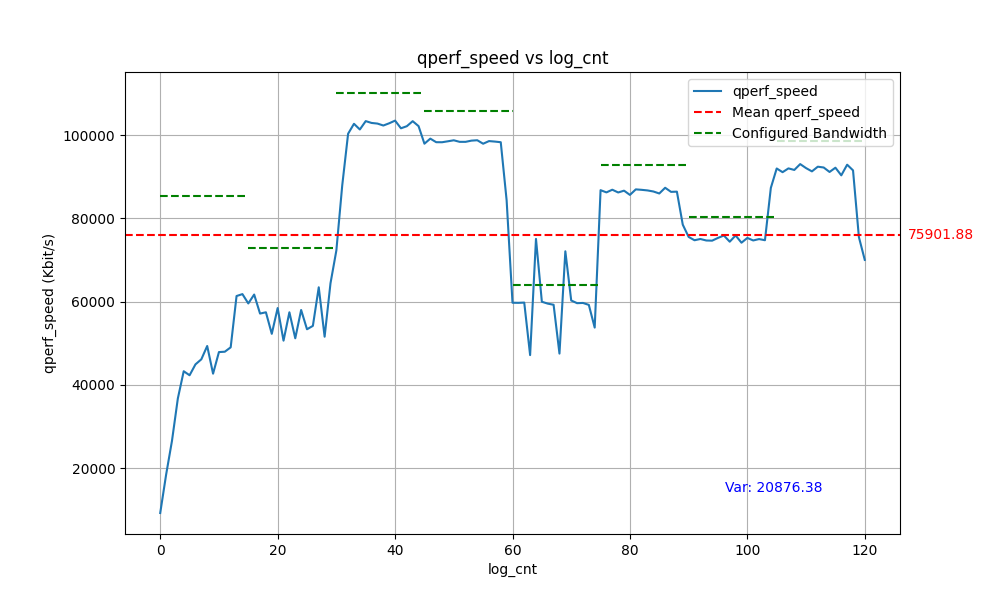 qperf_speed vs log_cnt
qperf_speed
Mean qperf_speed
Configured Bandwidth
100000
80000
60000
40000
20000
qperf_speed (Kbit/s)
75901.88
Var: 20876.38
0 20 40 60 80 100 120
log_cnt